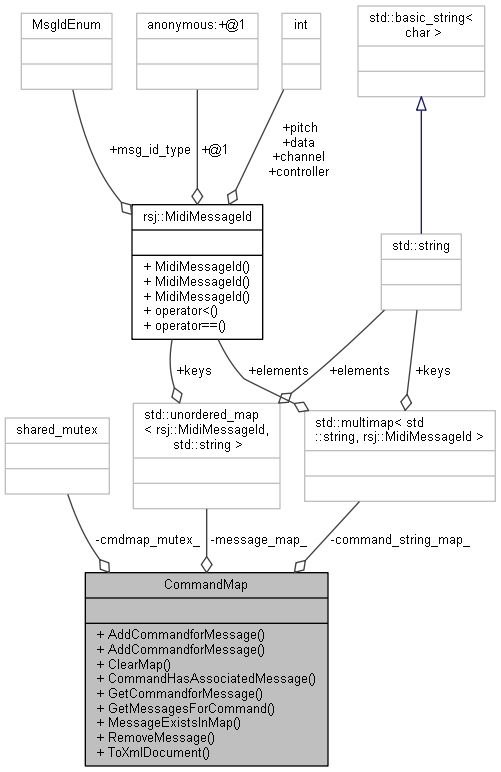 MsgIdEnum
anonymous:+@1
int
std::basic_string<
char >
+msg_id_type
+@1
+pitch
+data
+channel
+controller
rsj::MidiMessageId
+ MidiMessageId()
+ MidiMessageId()
+ MidiMessageId()
+ operator<()
+ operator==()
std::string
+keys
+elements
+elements
+keys
shared_mutex
std::unordered_map
< rsj::MidiMessageId,
std::string >
std::multimap< std
::string, rsj::MidiMessageId >
-cmdmap_mutex_
-message_map_
-command_string_map_
CommandMap
+ AddCommandforMessage()
+ AddCommandforMessage()
+ ClearMap()
+ CommandHasAssociatedMessage()
+ GetCommandforMessage()
+ GetMessagesForCommand()
+ MessageExistsInMap()
+ RemoveMessage()
+ ToXmlDocument()